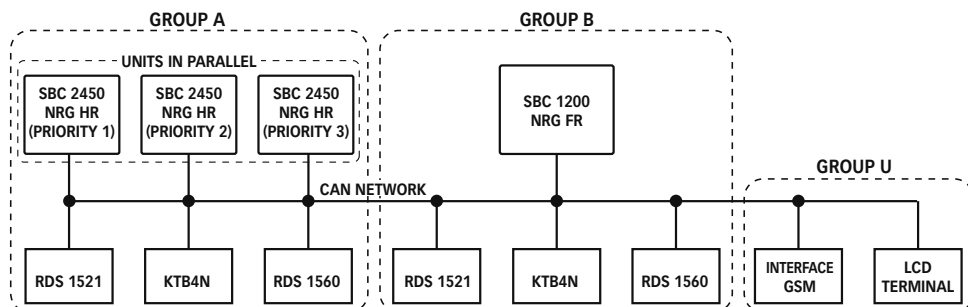 GROUP A
GROUP B
UNITS IN PARALLEL
SBC 2450
NRG HR
(PRIORITY 1)
SBC 2450
NRG HR
(PRIORITY 2)
SBC 2450
NRG HR
(PRIORITY 3)
SBC 1200
NRG FR
GROUP U
CAN NETWORK
RDS 1521
KTB4N
RDS 1560
RDS 1521
KTB4N
RDS 1560
INTERFACE
GSM
LCD
TERMINAL